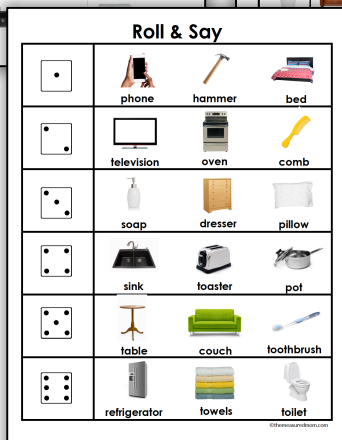 Roll & Say
phone hammer bed
television oven comb
soap dresser pillow
sink toaster pot
table couch toothbrush
refrigerator towels toilet
©themeasuredmom.com